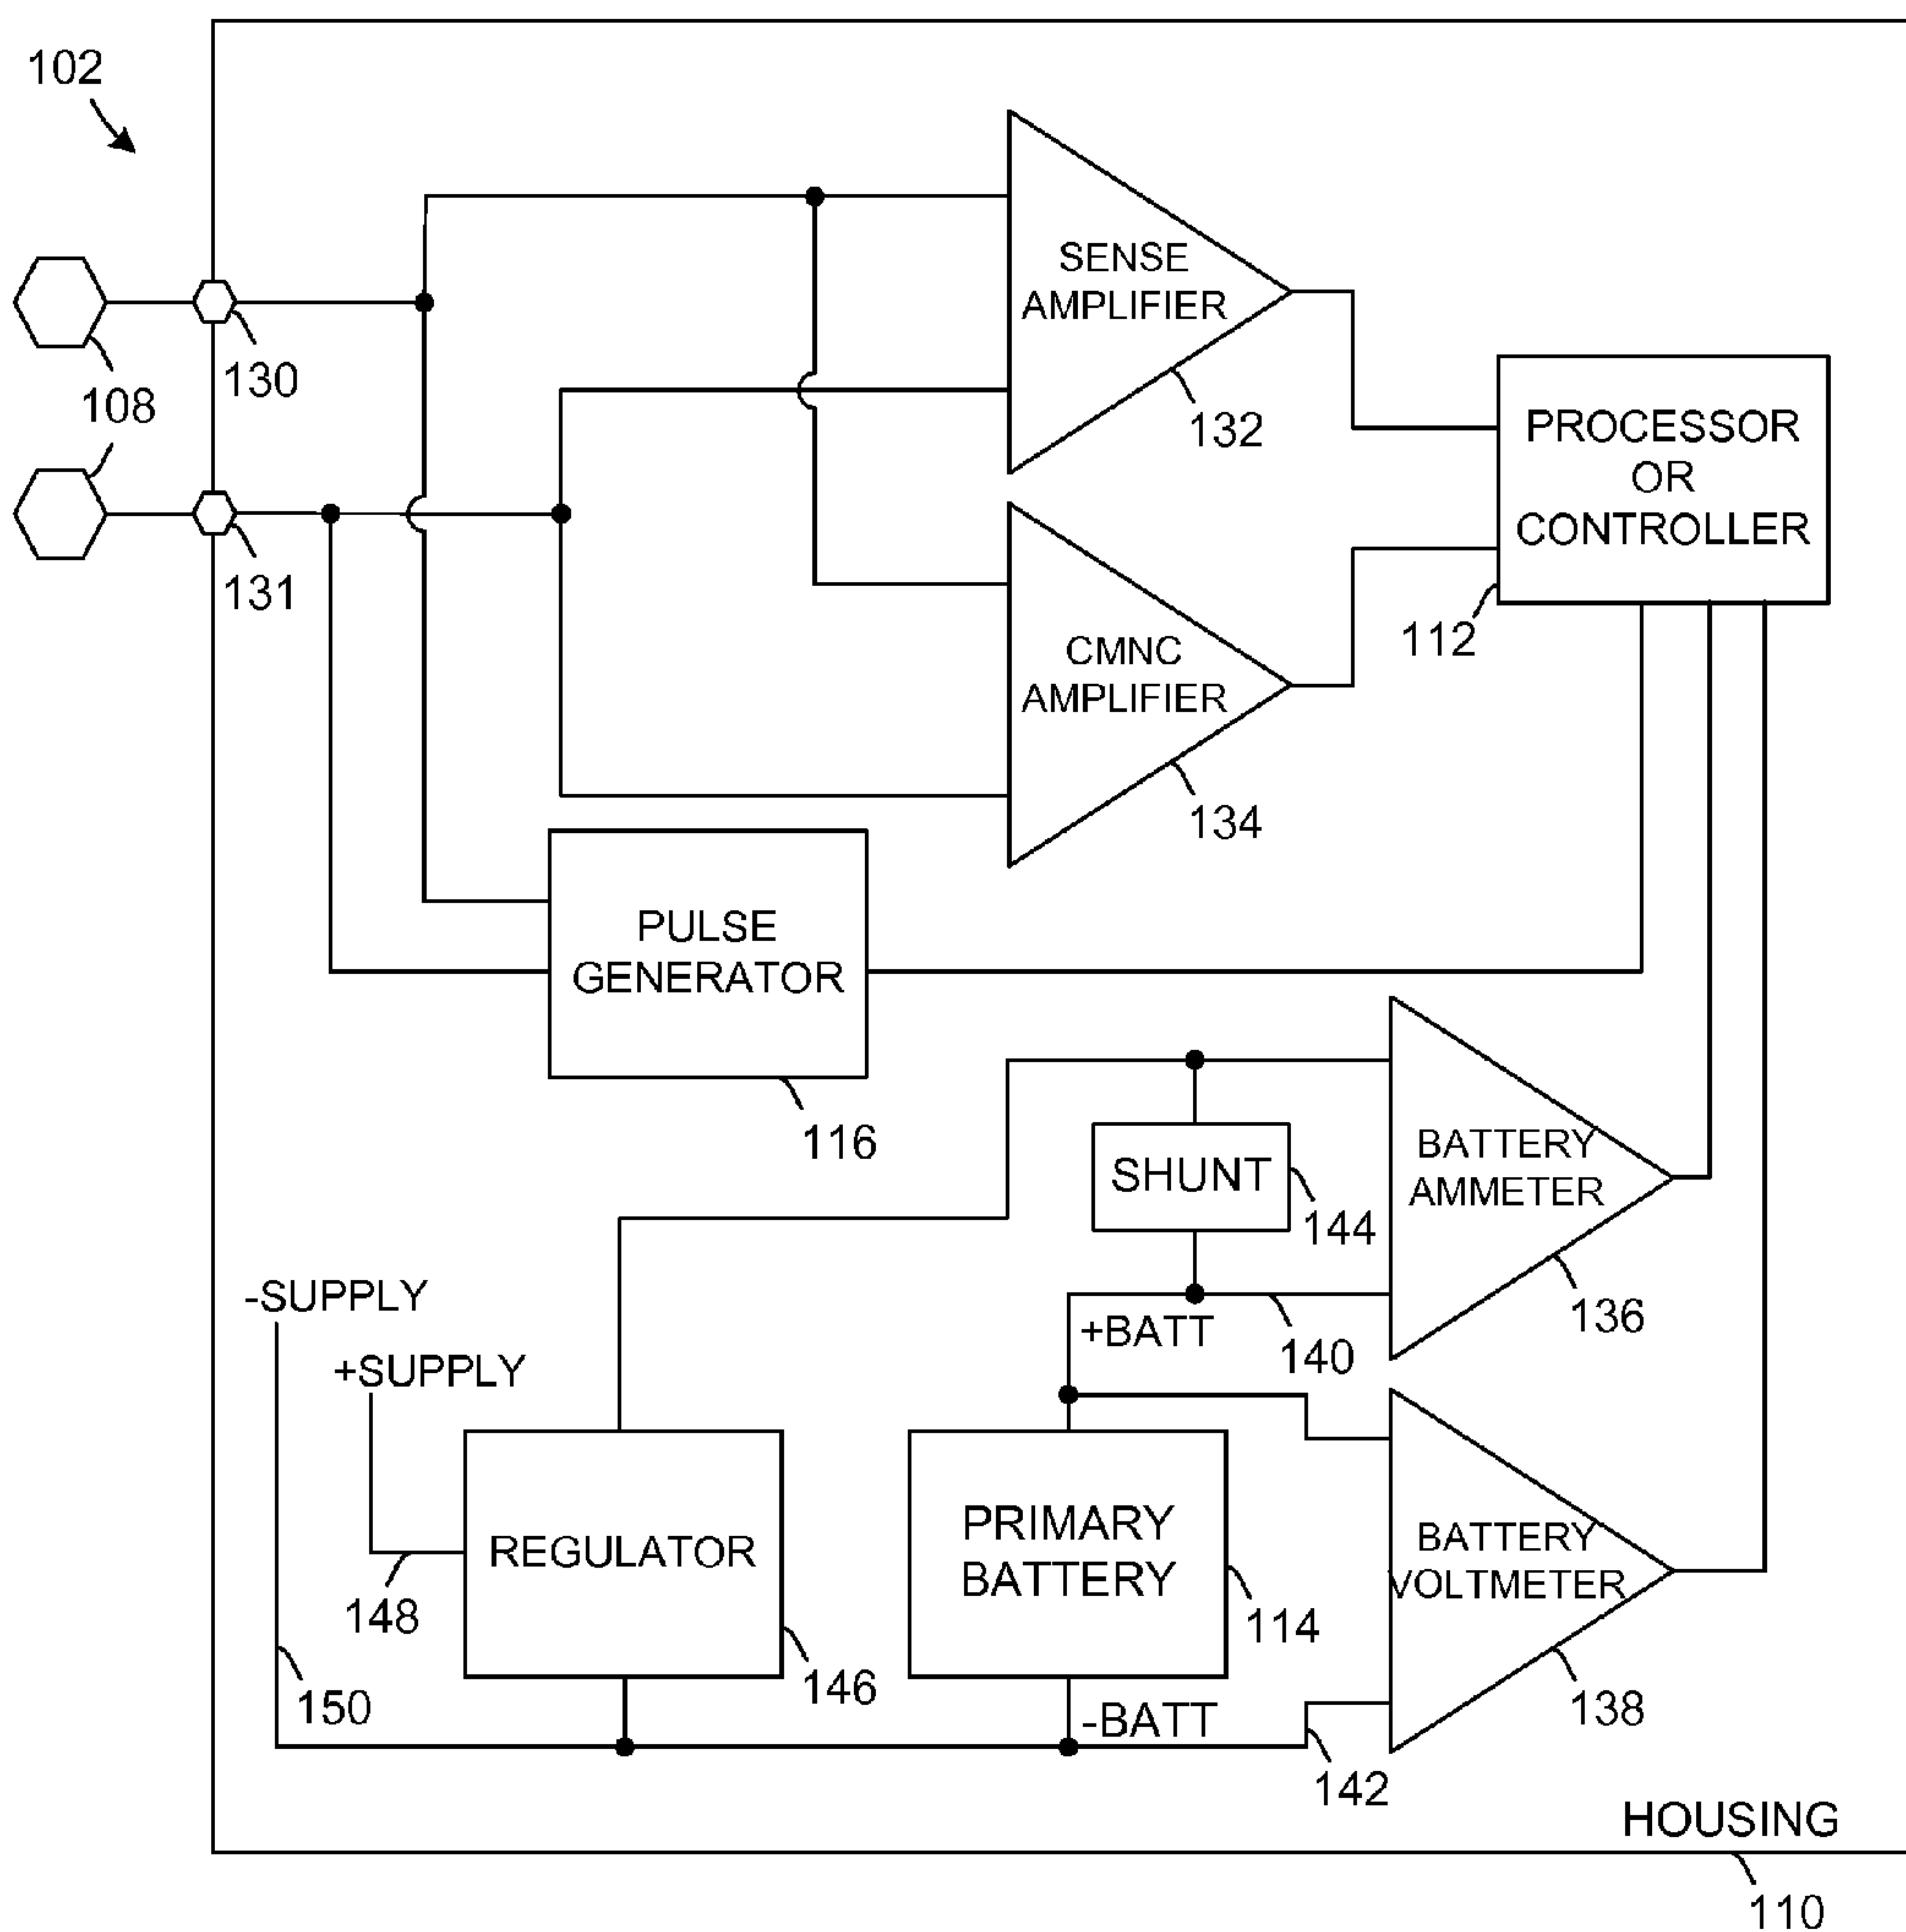 102
108
130
108
131
SENSE
AMPLIFIER
132
PROCESSOR
OR
CONTROLLER
112
CMNC
AMPLIFIER
134
PULSE
GENERATOR
116
BATTERY
AMMETER
136
SHUNT
144
-SUPPLY
+SUPPLY
+BATT
140
REGULATOR
148
146
150
PRIMARY
BATTERY
114
-BATT
BATTERY
VOLTMETER
138
142
HOUSING
110